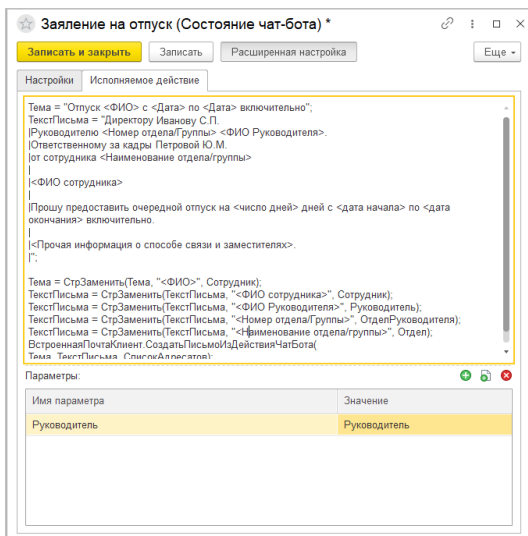 Заявление на отпуск (Состояние чат-бота) *
Записать и закрыть
Записать
Расширенная настройка
Еще
Настройки
Исполняемое действие
Тема = "Отпуск <ФИО> с <Дата> по <Дата> включительно";
ТекстПисьма = "Директору Иванову С.П.
|Руководителю <Номер отдела/Группы> <ФИО Руководителя>.
|Ответственному за кадры Петровой Ю.М.
|от сотрудника <Наименование отдела/группы>
|
|<ФИО сотрудника>
|
|Прошу предоставить очередной отпуск на <число дней> дней с <дата начала> по <дата
окончания> включительно.
|
|<Прочая информация о способе связи и заместителях>.
|";
Тема = СтрЗаменить(Тема, "<ФИО>", Сотрудник);
ТекстПисьма = СтрЗаменить(ТекстПисьма, "<ФИО сотрудника>", Сотрудник);
ТекстПисьма = СтрЗаменить(ТекстПисьма, "<ФИО Руководителя>", Руководитель);
ТекстПисьма = СтрЗаменить(ТекстПисьма, "<Номер отдела/Группы>", ОтделРуководителя);
ТекстПисьма = СтрЗаменить(ТекстПисьма, "<Наименование отдела/группы>", Отдел);
ВстроеннаяПочтаКлиент.СоздатьПисьмоИзДействияЧатБота(
Тема, ТекстПисьма, СписокАдресатов);
Параметры:
Имя параметра
Значение
Руководитель
Руководитель